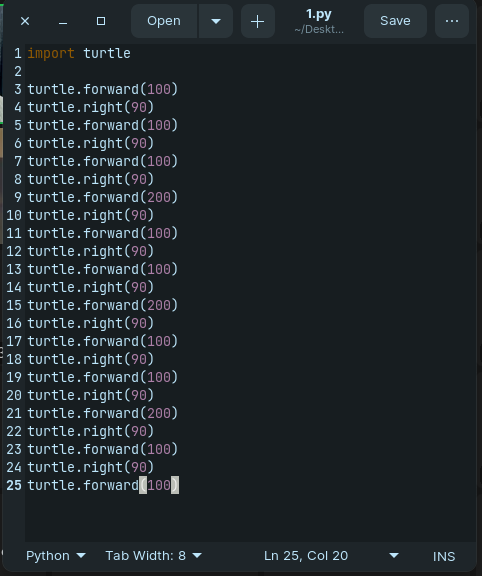 Open
1.py
~/Deskt...
Save
1 import turtle
2
3 turtle.forward(100)
4 turtle.right(90)
5 turtle.forward(100)
6 turtle.right(90)
7 turtle.forward(100)
8 turtle.right(90)
9 turtle.forward(200)
10 turtle.right(90)
11 turtle.forward(100)
12 turtle.right(90)
13 turtle.forward(100)
14 turtle.right(90)
15 turtle.forward(200)
16 turtle.right(90)
17 turtle.forward(100)
18 turtle.right(90)
19 turtle.forward(100)
20 turtle.right(90)
21 turtle.forward(200)
22 turtle.right(90)
23 turtle.forward(100)
24 turtle.right(90)
25 turtle.forward(100)
Python Tab Width: 8 Ln 25, Col 20 INS